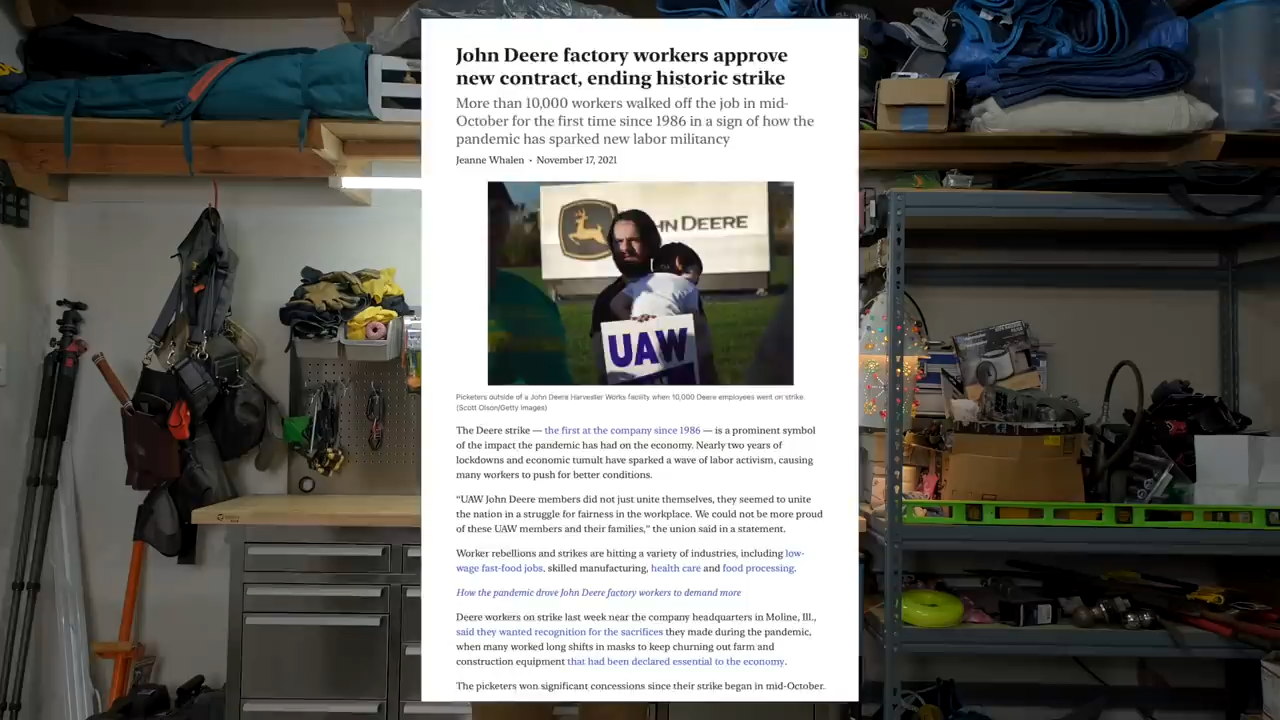 John Deere factory workers approve
new contract, ending historic strike
More than 10,000 workers walked off the job in mid-
October for the first time since 1986 in a sign of how the
pandemic has sparked new labor militancy
Jeanne Whalen • November 17, 2021
HN DEERE
UAW
Picketers outside of a John Deere Harvester Works facility when 10,000 Deere employees went on strike.
(Scott Olson/Getty Images)
The Deere strike — the first at the company since 1986 — is a prominent symbol
of the impact the pandemic has had on the economy. Nearly two years of
lockdowns and economic tumult have sparked a wave of labor activism, causing
many workers to push for better conditions.
“UAW John Deere members did not just unite themselves, they seemed to unite
the nation in a struggle for fairness in the workplace. We could not be more proud
of these UAW members and their families,” the union said in a statement.
Worker rebellions and strikes are hitting a variety of industries, including low-
wage fast-food jobs, skilled manufacturing, health care and food processing.
How the pandemic drove John Deere factory workers to demand more
Deere workers on strike last week near the company headquarters in Moline, Ill.,
said they wanted recognition for the sacrifices they made during the pandemic,
when many worked long shifts in masks to keep churning out farm and
construction equipment that had been declared essential to the economy.
The picketers won significant concessions since their strike began in mid-October.